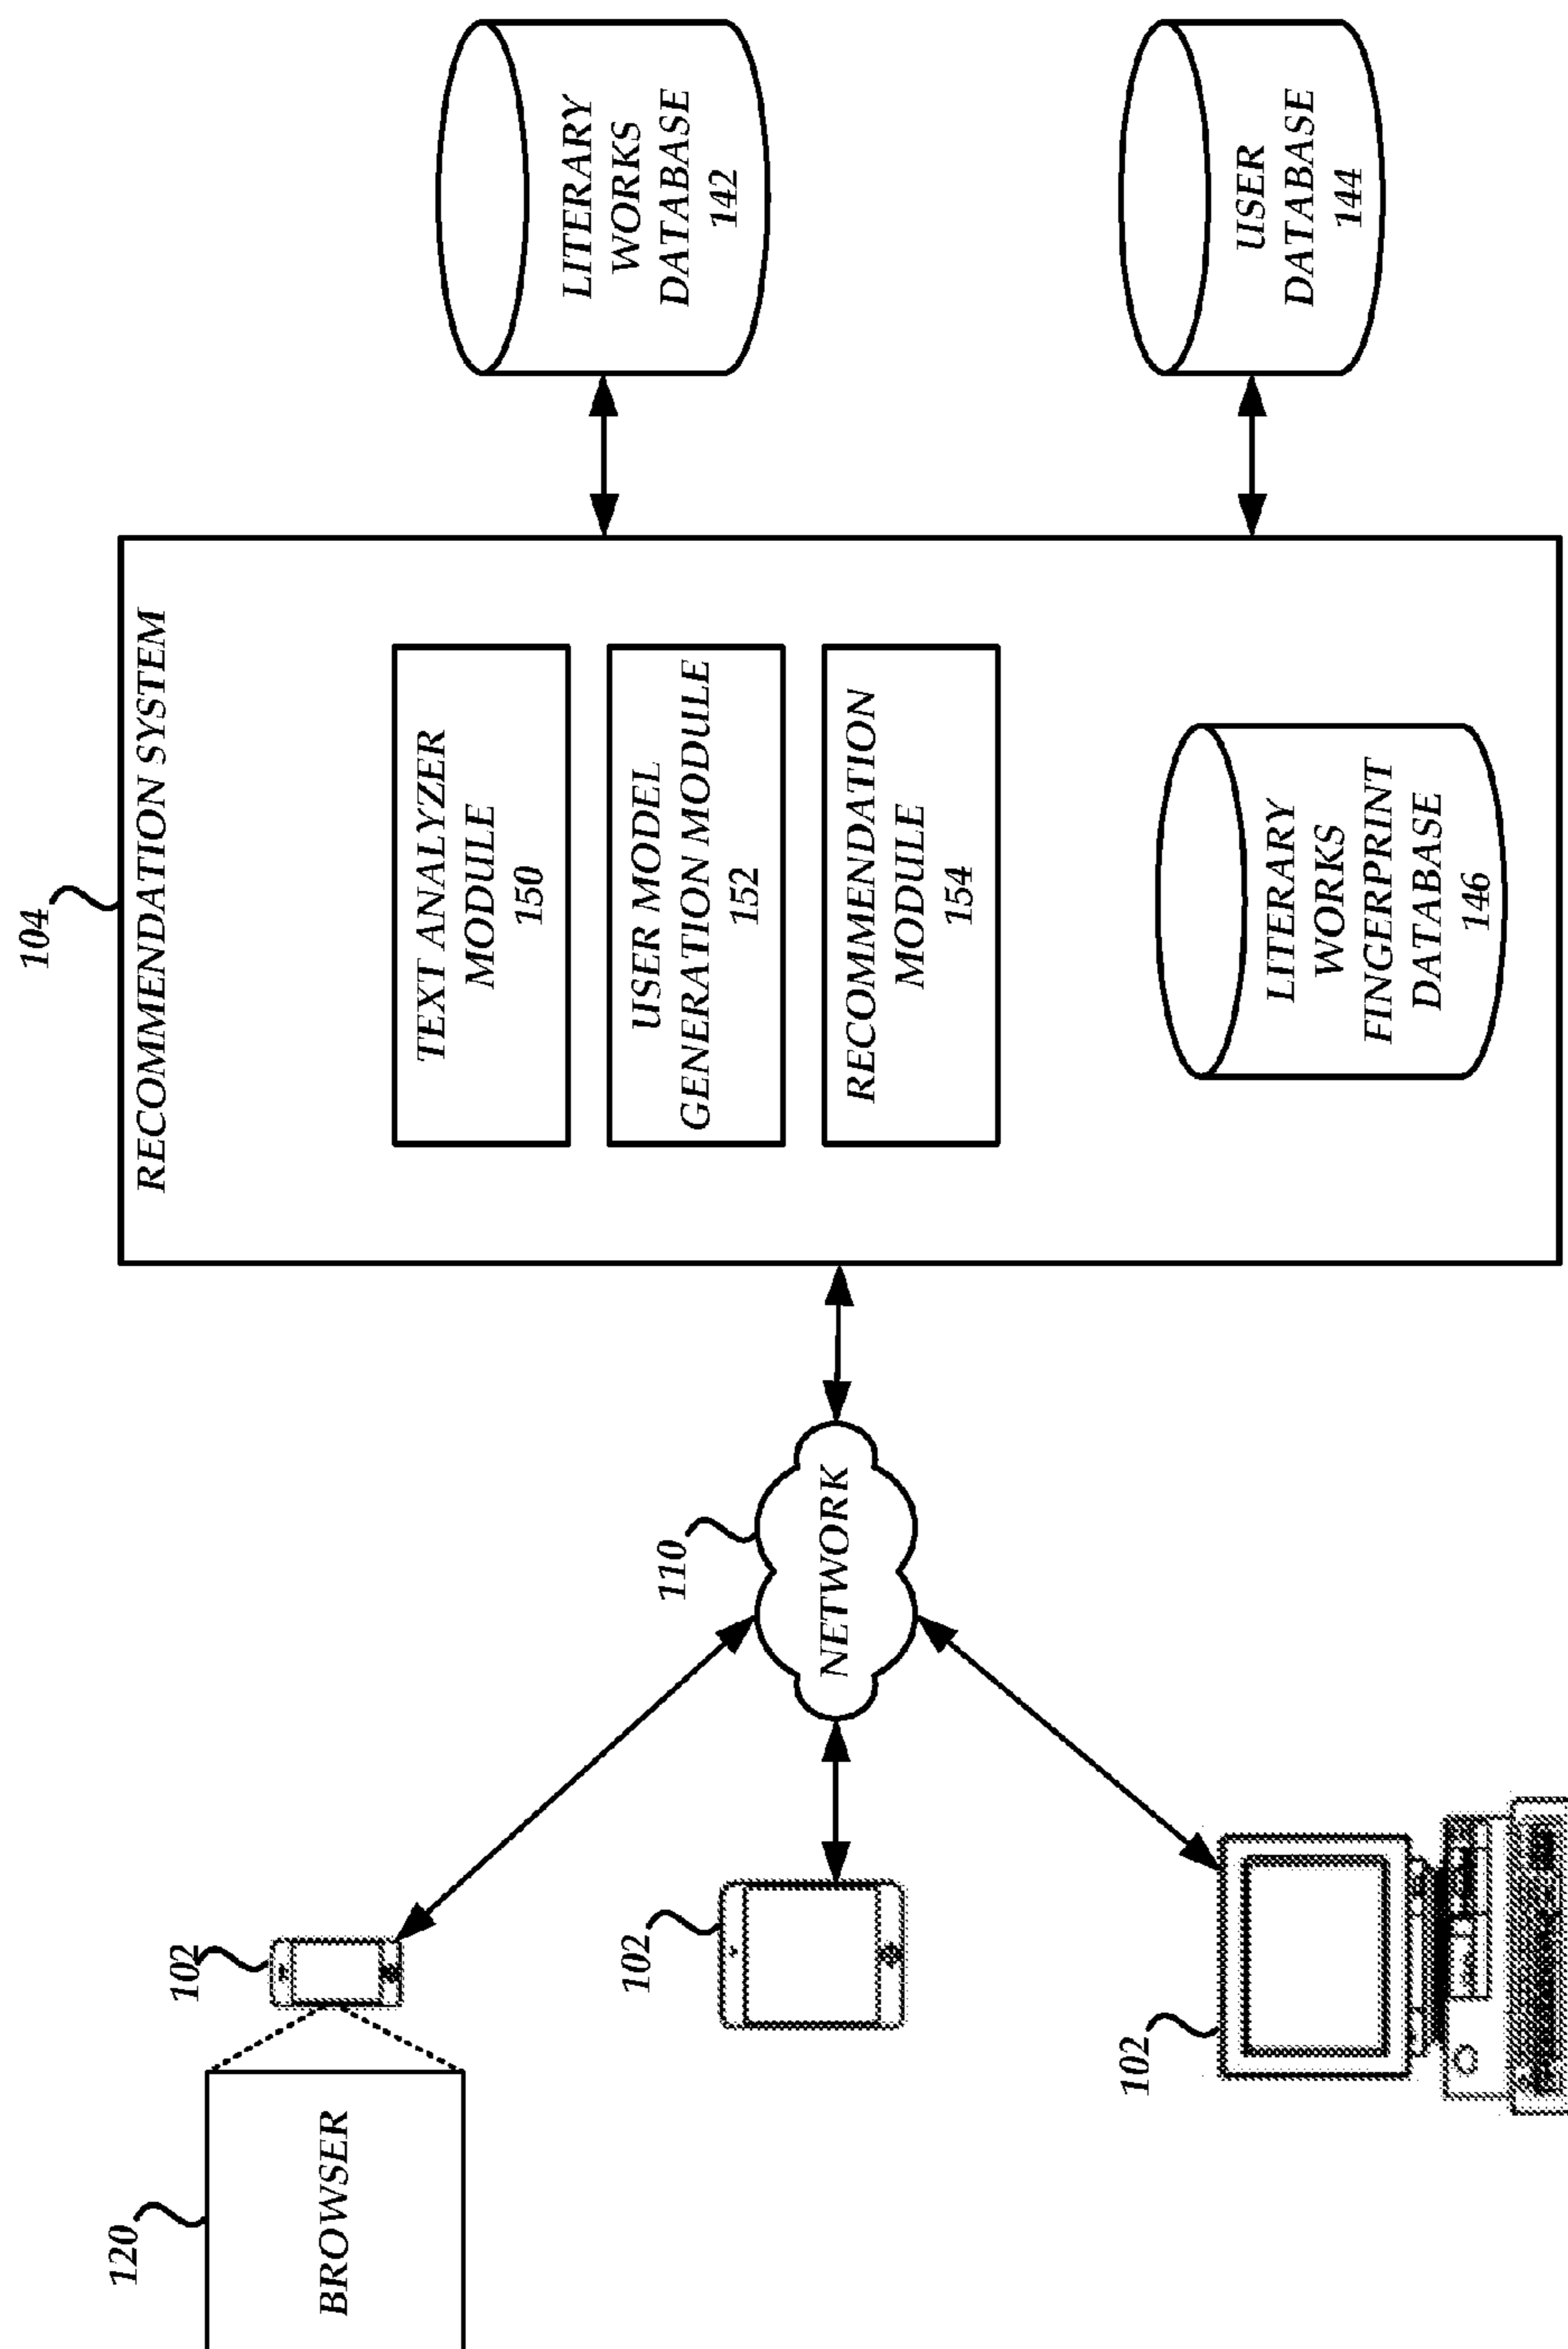 104
RECOMMENDATION SYSTEM
120
BROWSER
102
TEXT ANALYZER
MODULE
150
LITERARY
WORKS
DATABASE
142
USER MODEL
GENERATION MODULE
152
102
110
NETWORK
RECOMMENDATION
MODULE
154
102
LITERARY
WORKS
FINGERPRINT
DATABASE
146
USER
DATABASE
144